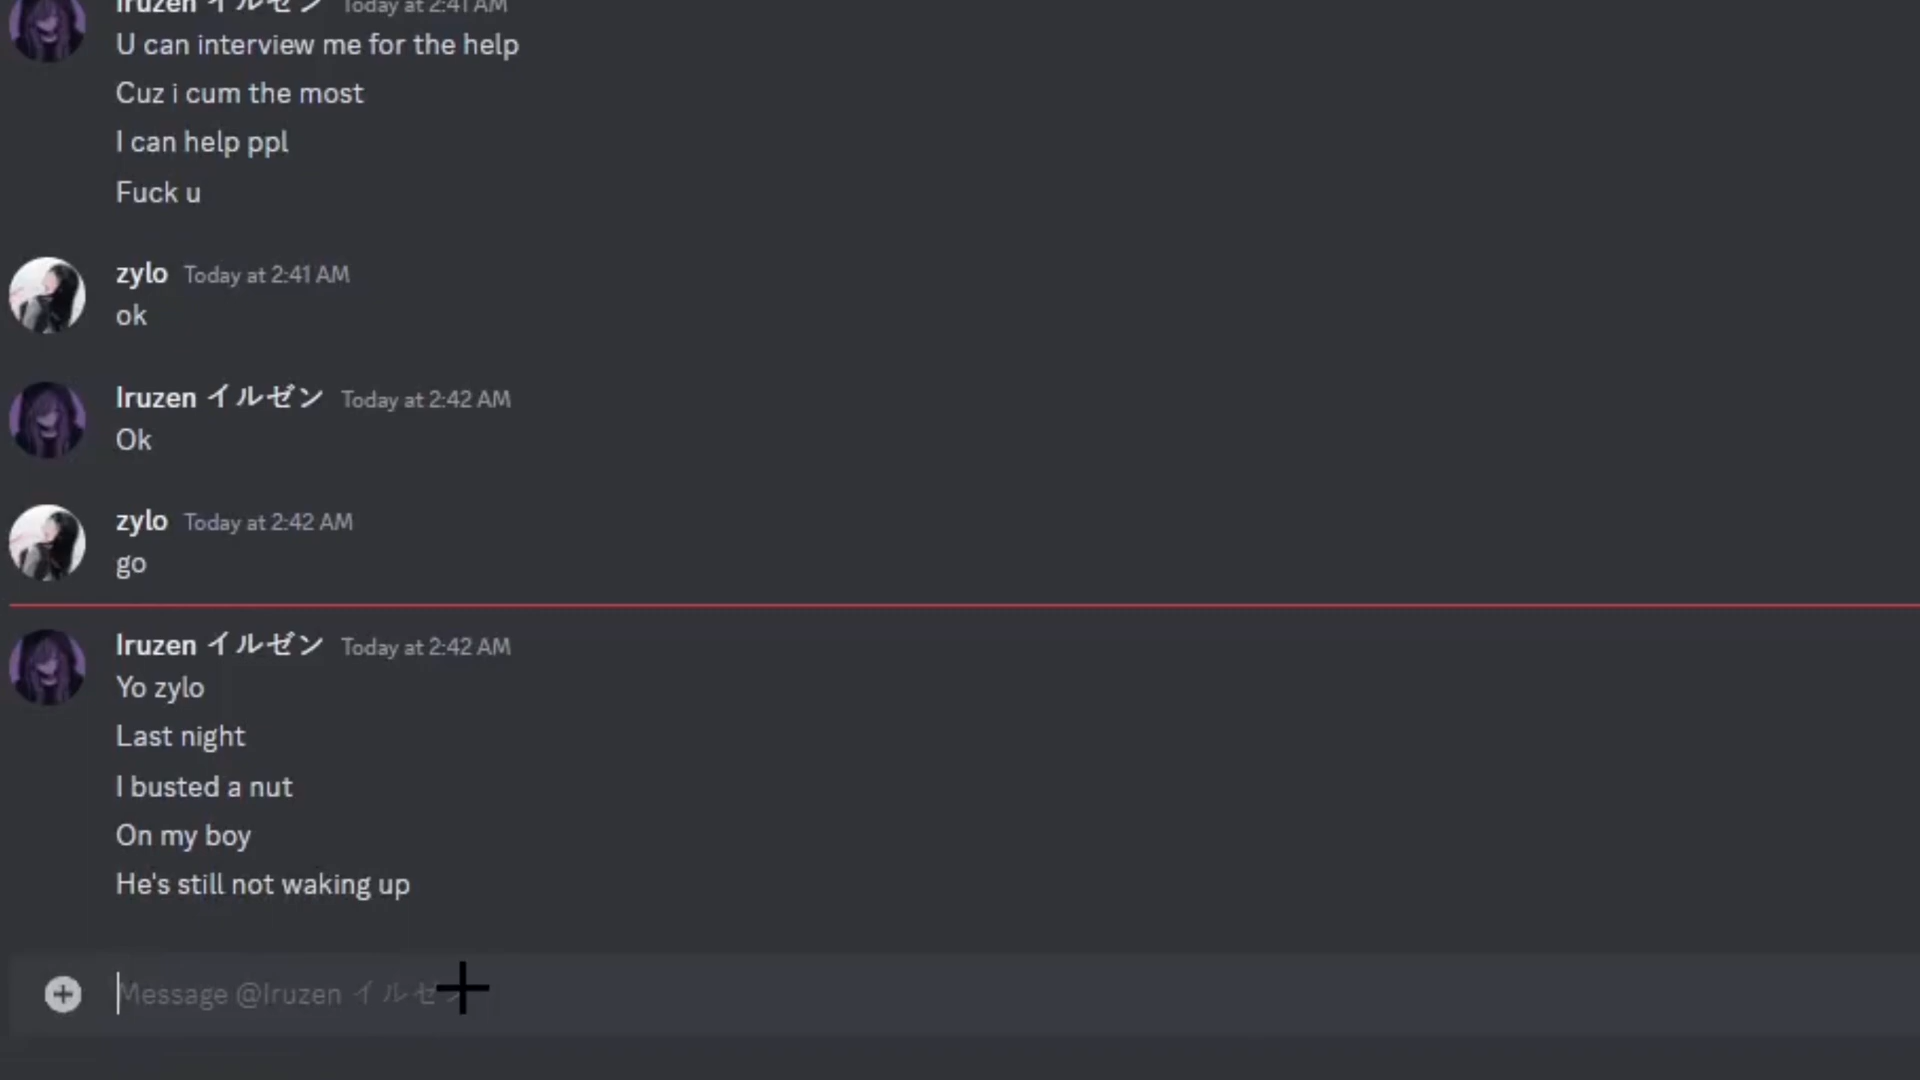 Iruzen イルゼン Today at 2:41 AM
U can interview me for the help
Cuz i cum the most
I can help ppl
Fuck u
zylo Today at 2:41 AM
ok
Iruzen イルゼン Today at 2:42 AM
Ok
zylo Today at 2:42 AM
go
Iruzen イルゼン Today at 2:42 AM
Yo zylo
Last night
I busted a nut
On my boy
He's still not waking up
Message @Iruzen イルゼン